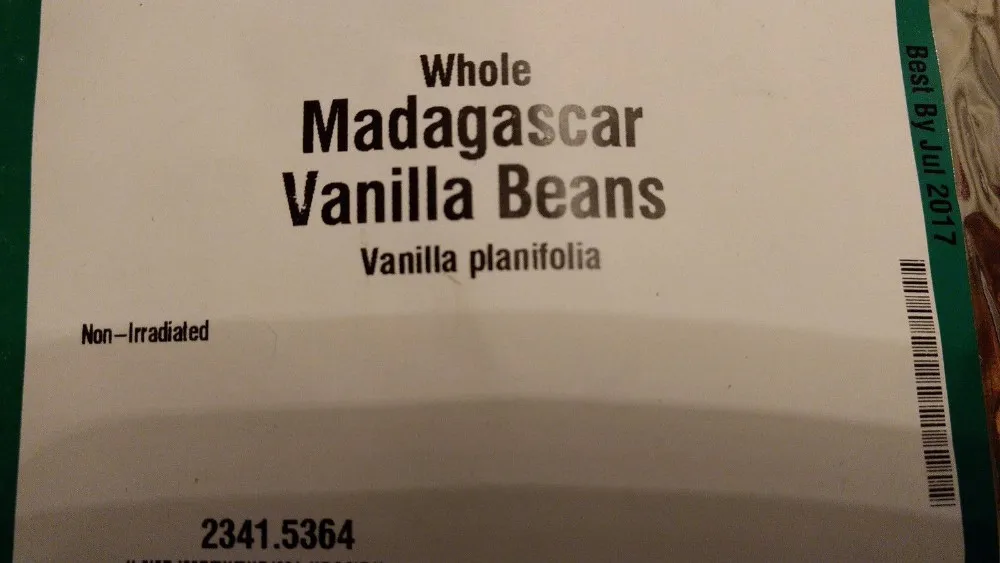 Whole
Madagascar
Vanilla Beans
Vanilla planifolia
Non-Irradiated
2341.5364
Best By Jul 2017